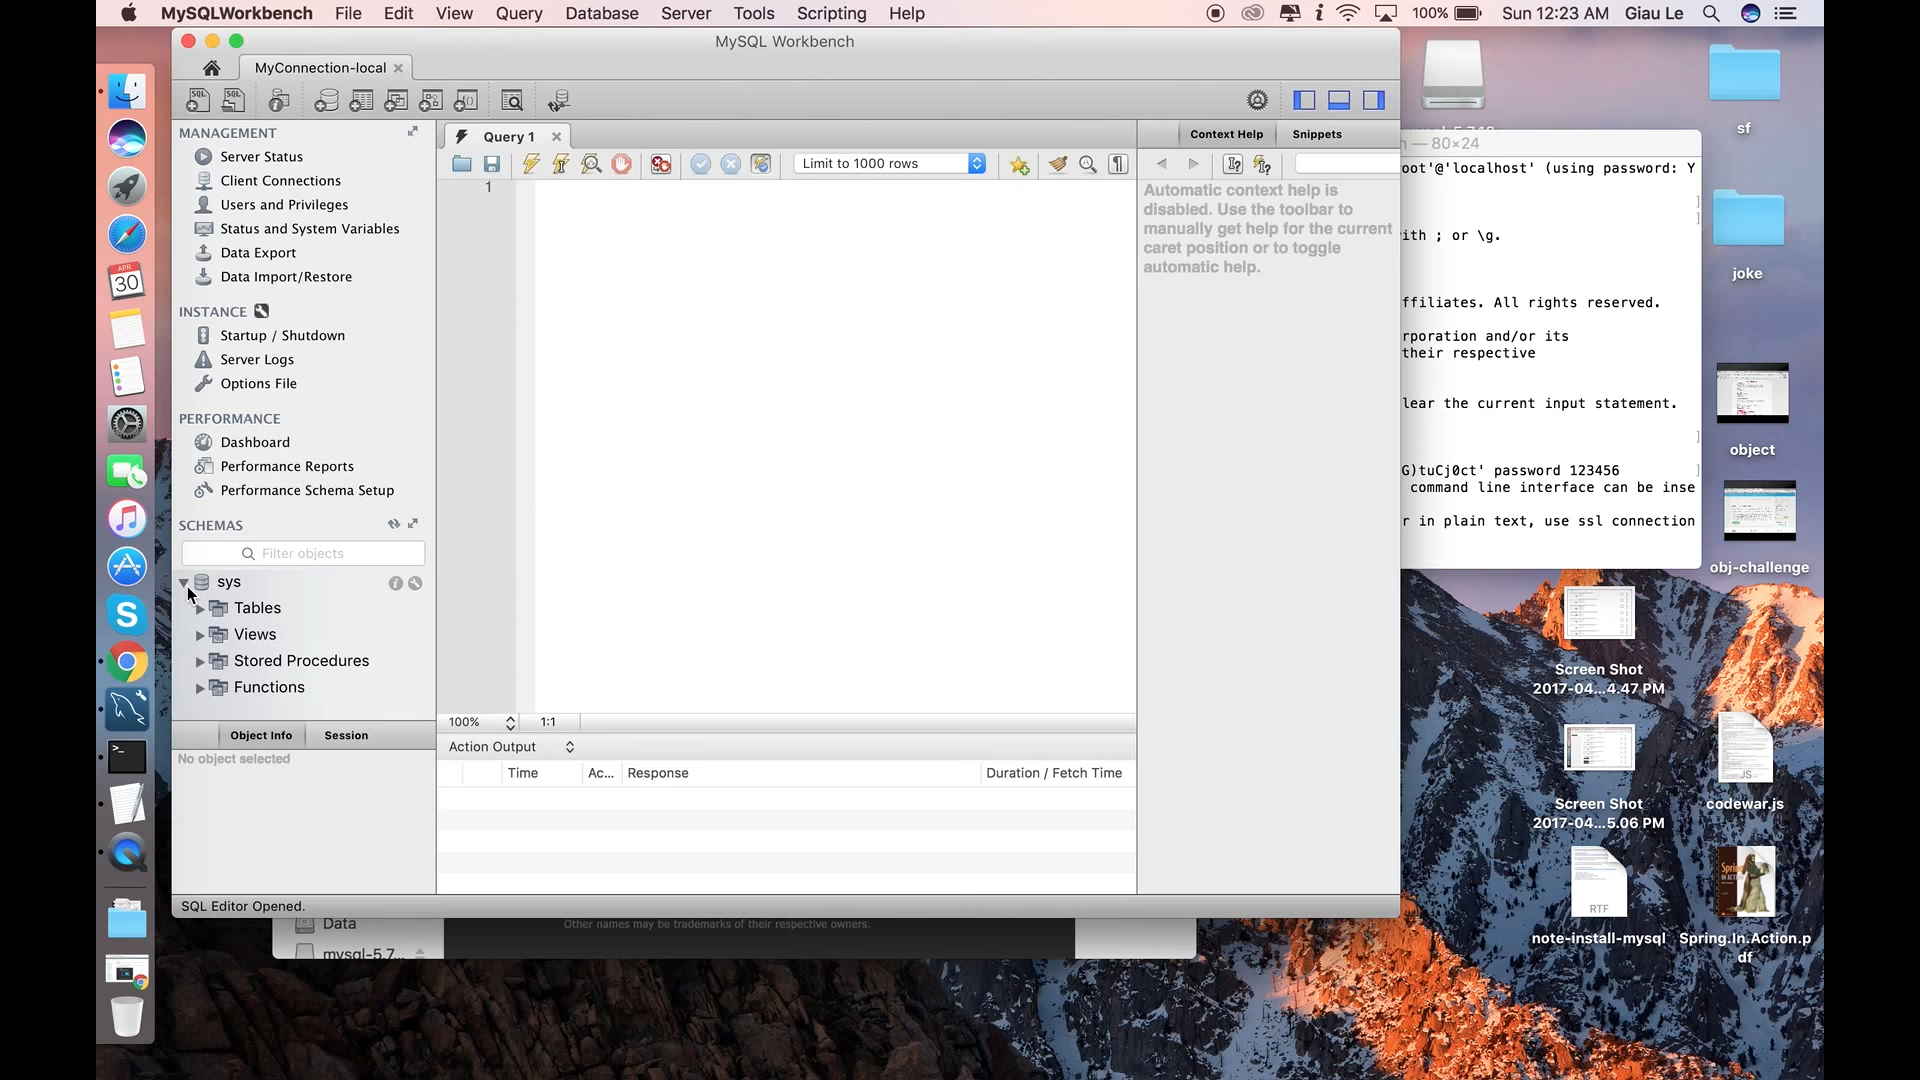 MySQLWorkbench File Edit View Query Database Server Tools Scripting Help
100% Sun 12:23 AM Giau Le
MySQL Workbench
MyConnection-local
MANAGEMENT
Server Status
Client Connections
Users and Privileges
Status and System Variables
Data Export
Data Import/Restore
INSTANCE
Startup / Shutdown
Server Logs
Options File
PERFORMANCE
Dashboard
Performance Reports
Performance Schema Setup
SCHEMAS
Filter objects
sys
Tables
Views
Stored Procedures
Functions
Object Info Session
No object selected
SQL Editor Opened.
Query 1
Limit to 1000 rows
1
100% 1:1
Action Output
Time Ac... Response Duration / Fetch Time
Context Help Snippets
Automatic context help is
disabled. Use the toolbar to
manually get help for the current
caret position or to toggle
automatic help.
— 80×24
oot'@'localhost' (using password: Y
ith ; or \g.
ffiliates. All rights reserved.
rporation and/or its
their respective
lear the current input statement.
G)tuCj0ct' password 123456
command line interface can be inse
r in plain text, use ssl connection
Data
mysql-5.7...
Other names may be trademarks of their respective owners.
APR
30
SQL
SQL
sf
joke
object
obj-challenge
Screen Shot
2017-04...4.47 PM
Screen Shot
2017-04...5.06 PM
JS
codewar.js
RTF
note-install-mysql
Spring.In.Action.p
df